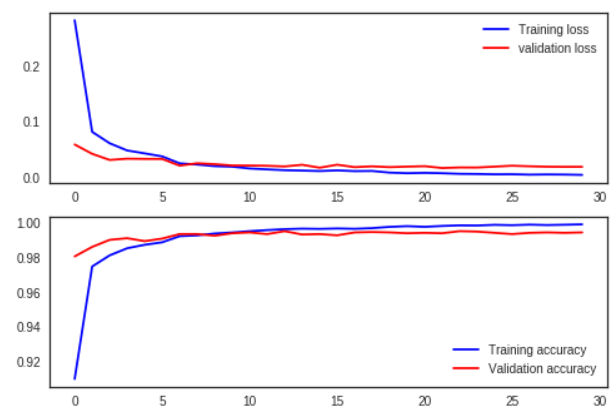 Training loss
validation loss
0.2
0.1
0.0
0 5 10 15 20 25 30
1.00
0.98
0.96
0.94
0.92
Training accuracy
Validation accuracy
0 5 10 15 20 25 30